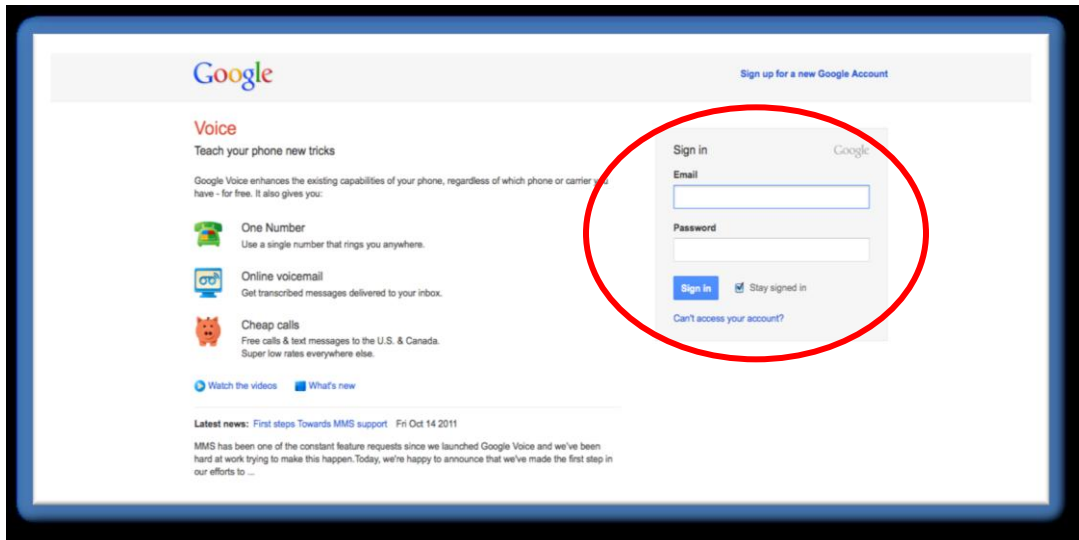 Google
Sign up for a new Google Account
Voice
Teach your phone new tricks
Google Voice enhances the existing capabilities of your phone, regardless of which phone or carrier you
have - for free. It also gives you:
One Number
Use a single number that rings you anywhere.
Online voicemail
Get transcribed messages delivered to your inbox.
Cheap calls
Free calls & text messages to the U.S. & Canada.
Super low rates everywhere else.
Watch the videos What's new
Latest news: First steps Towards MMS support Fri Oct 14 2011
MMS has been one of the constant feature requests since we launched Google Voice and we've been
hard at work trying to make this happen.Today, we're happy to announce that we've made the first step in
our efforts to ...
Sign in Google
Email
Password
Sign in Stay signed in
Can't access your account?